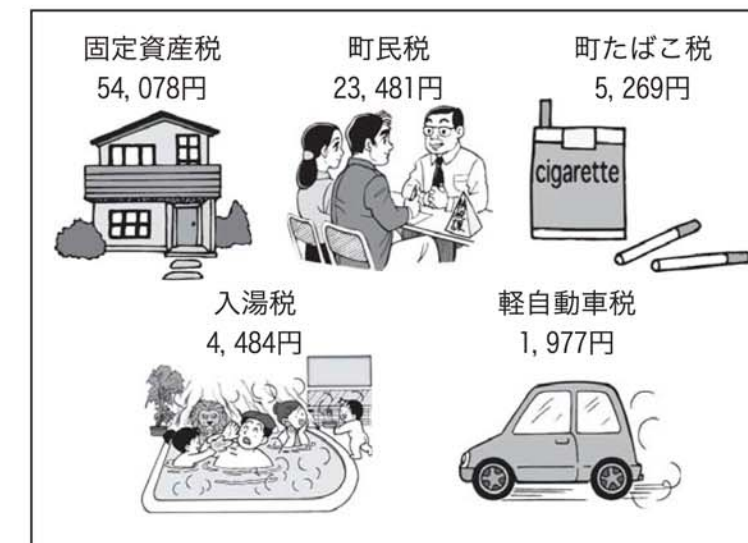 固定資産税
54,078円
町民税
23,481円
町たばこ税
5,269円
cigarette
入湯税
4,484円
軽自動車税
1,977円